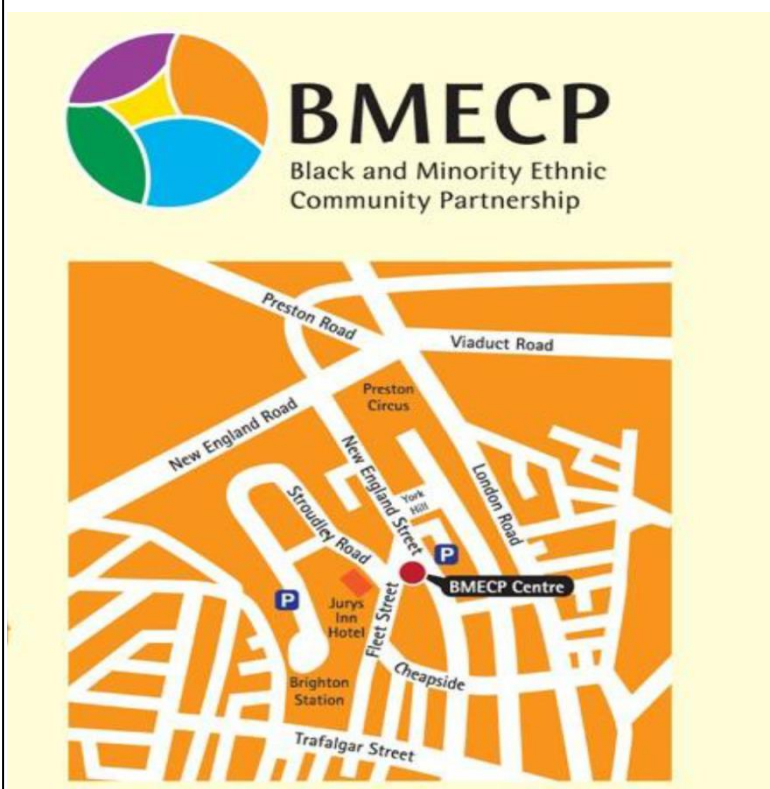 BMECP
Black and Minority Ethnic
Community Partnership
Preston Road
Viaduct Road
Preston
Circus
New England Road
New England Street
London Road
York
Hill
Stroudley Road
P
BMECP Centre
P
Jurys
Inn
Hotel
Fleet Street
Cheapside
Brighton
Station
Trafalgar Street